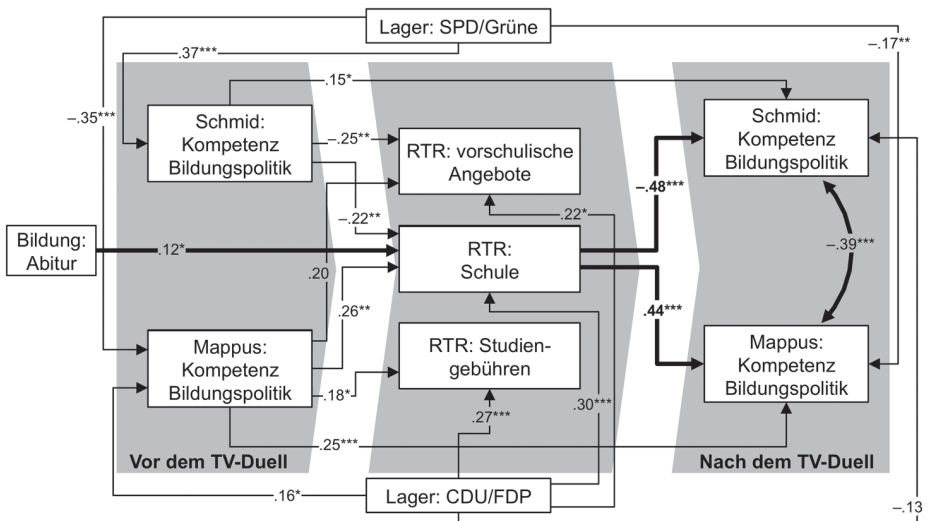 Lager: SPD/Grüne
–.17**
.37***
.15*
–.35***
Schmid:
Kompetenz
Bildungspolitik
–.25**
RTR: vorschulische
Angebote
Schmid:
Kompetenz
Bildungspolitik
–.48***
–.22**
.22*
Bildung:
Abitur
.12*
RTR:
Schule
–.39***
.20
.26**
.44***
Mappus:
Kompetenz
Bildungspolitik
RTR: Studien-
gebühren
Mappus:
Kompetenz
Bildungspolitik
.18*
.30***
.27***
.25***
Vor dem TV-Duell
Nach dem TV-Duell
.16*
Lager: CDU/FDP
–.13